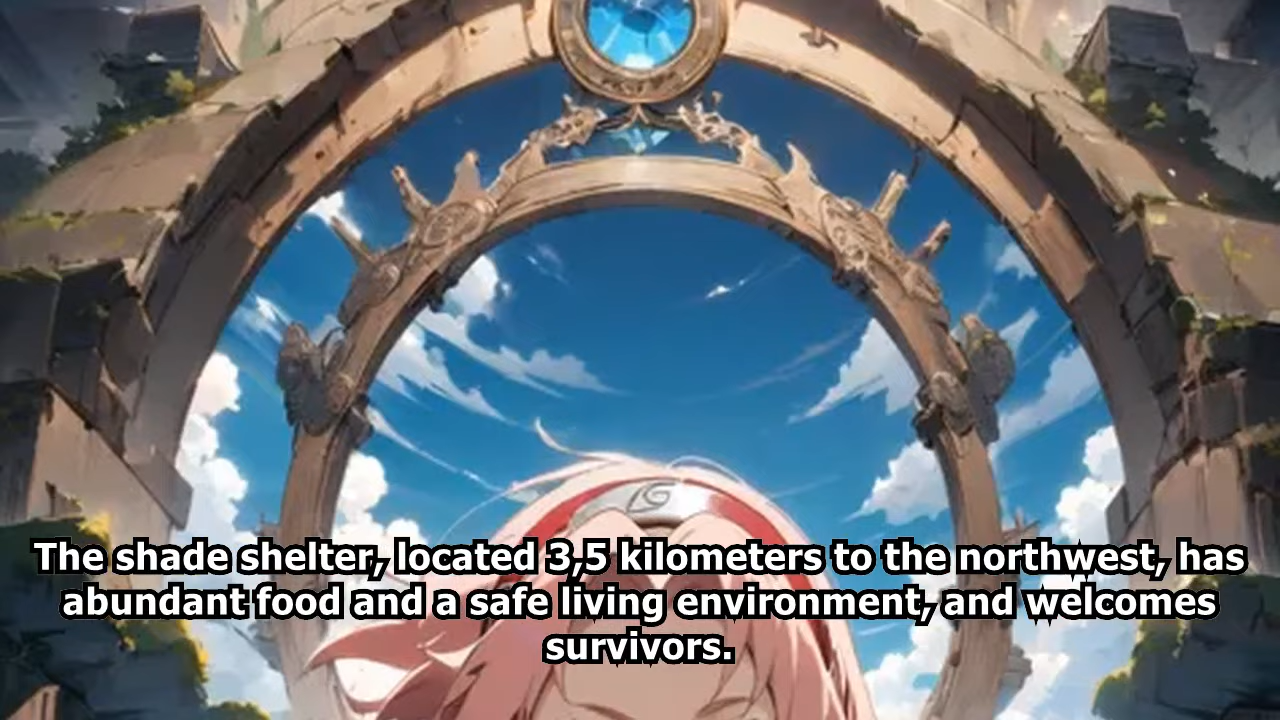 The shade shelter, located 3,5 kilometers to the northwest, has
abundant food and a safe living environment, and welcomes
survivors.